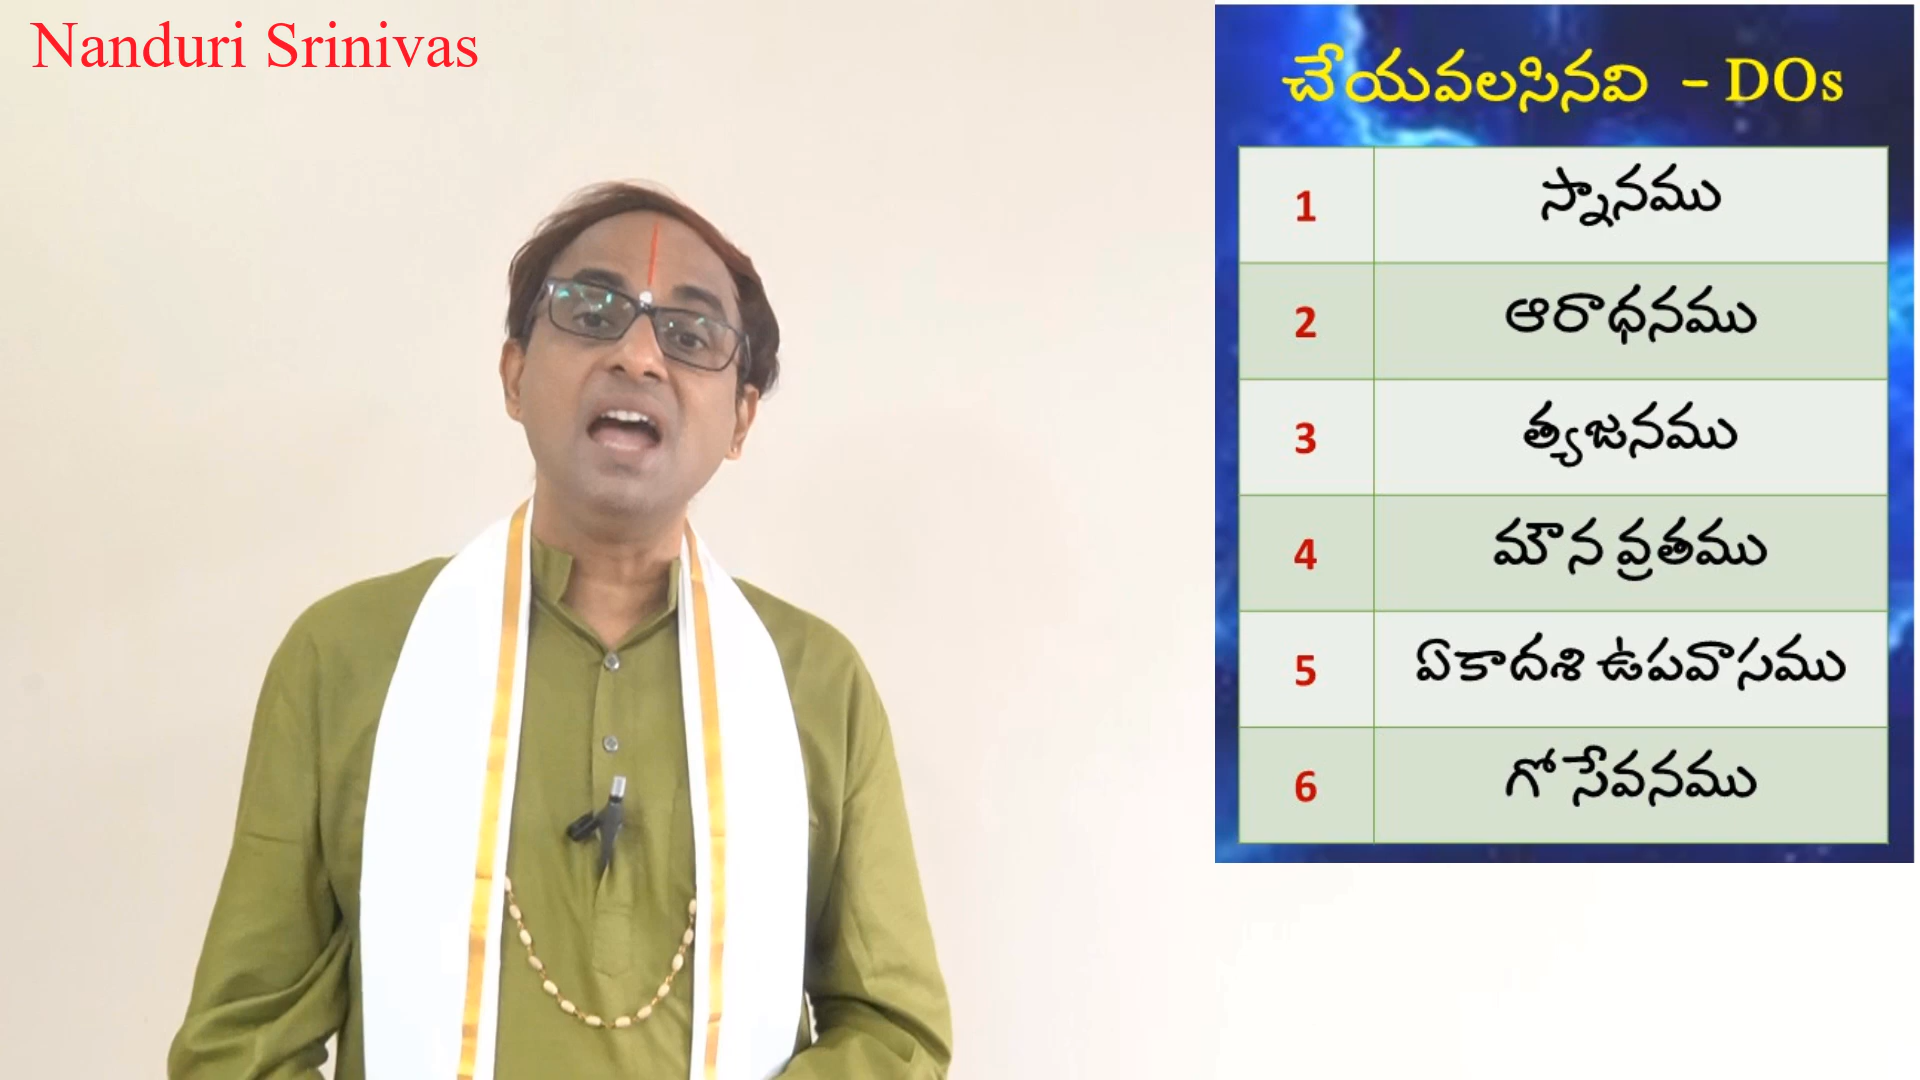 Nanduri Srinivas
చేయవలసినవి - DOs
1 స్నానము
2 ఆరాధనము
3 త్యజనము
4 మౌన వ్రతము
5 ఏకాదశి ఉపవాసము
6 గో సేవనము